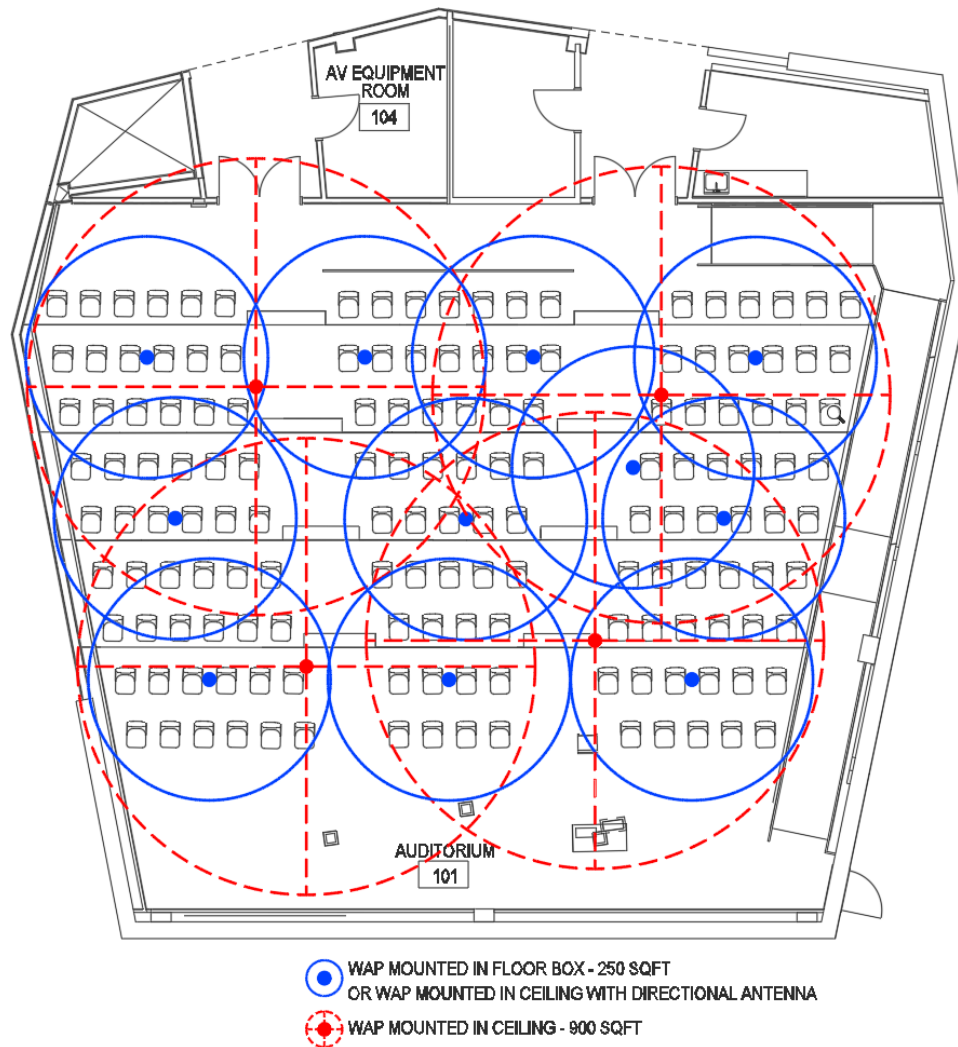 AV EQUIPMENT
ROOM
104
AUDITORIUM
101
WAP MOUNTED IN FLOOR BOX - 250 SQFT
OR WAP MOUNTED IN CEILING WITH DIRECTIONAL ANTENNA
WAP MOUNTED IN CEILING - 900 SQFT